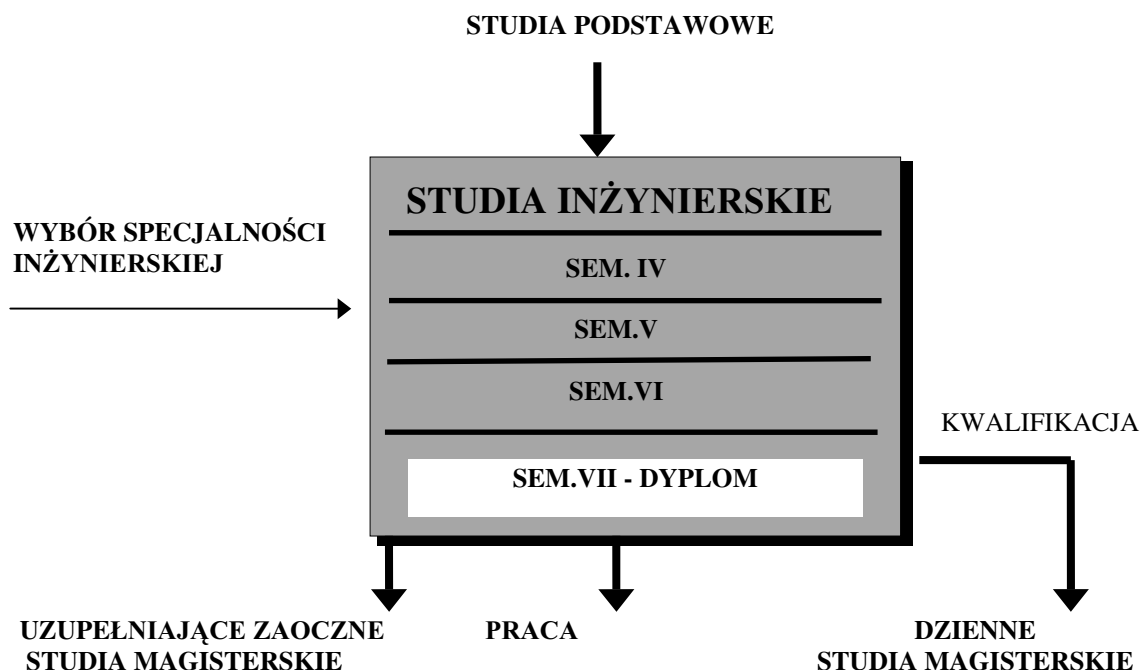 STUDIA PODSTAWOWE
STUDIA INŻYNIERSKIE
WYBÓR SPECJALNOŚCI
INŻYNIERSKIEJ
SEM. IV
SEM.V
SEM.VI
KWALIFIKACJA
SEM.VII - DYPLOM
UZUPEŁNIAJĄCE ZAOCZNE
STUDIA MAGISTERSKIE
PRACA
DZIENNE
STUDIA MAGISTERSKIE